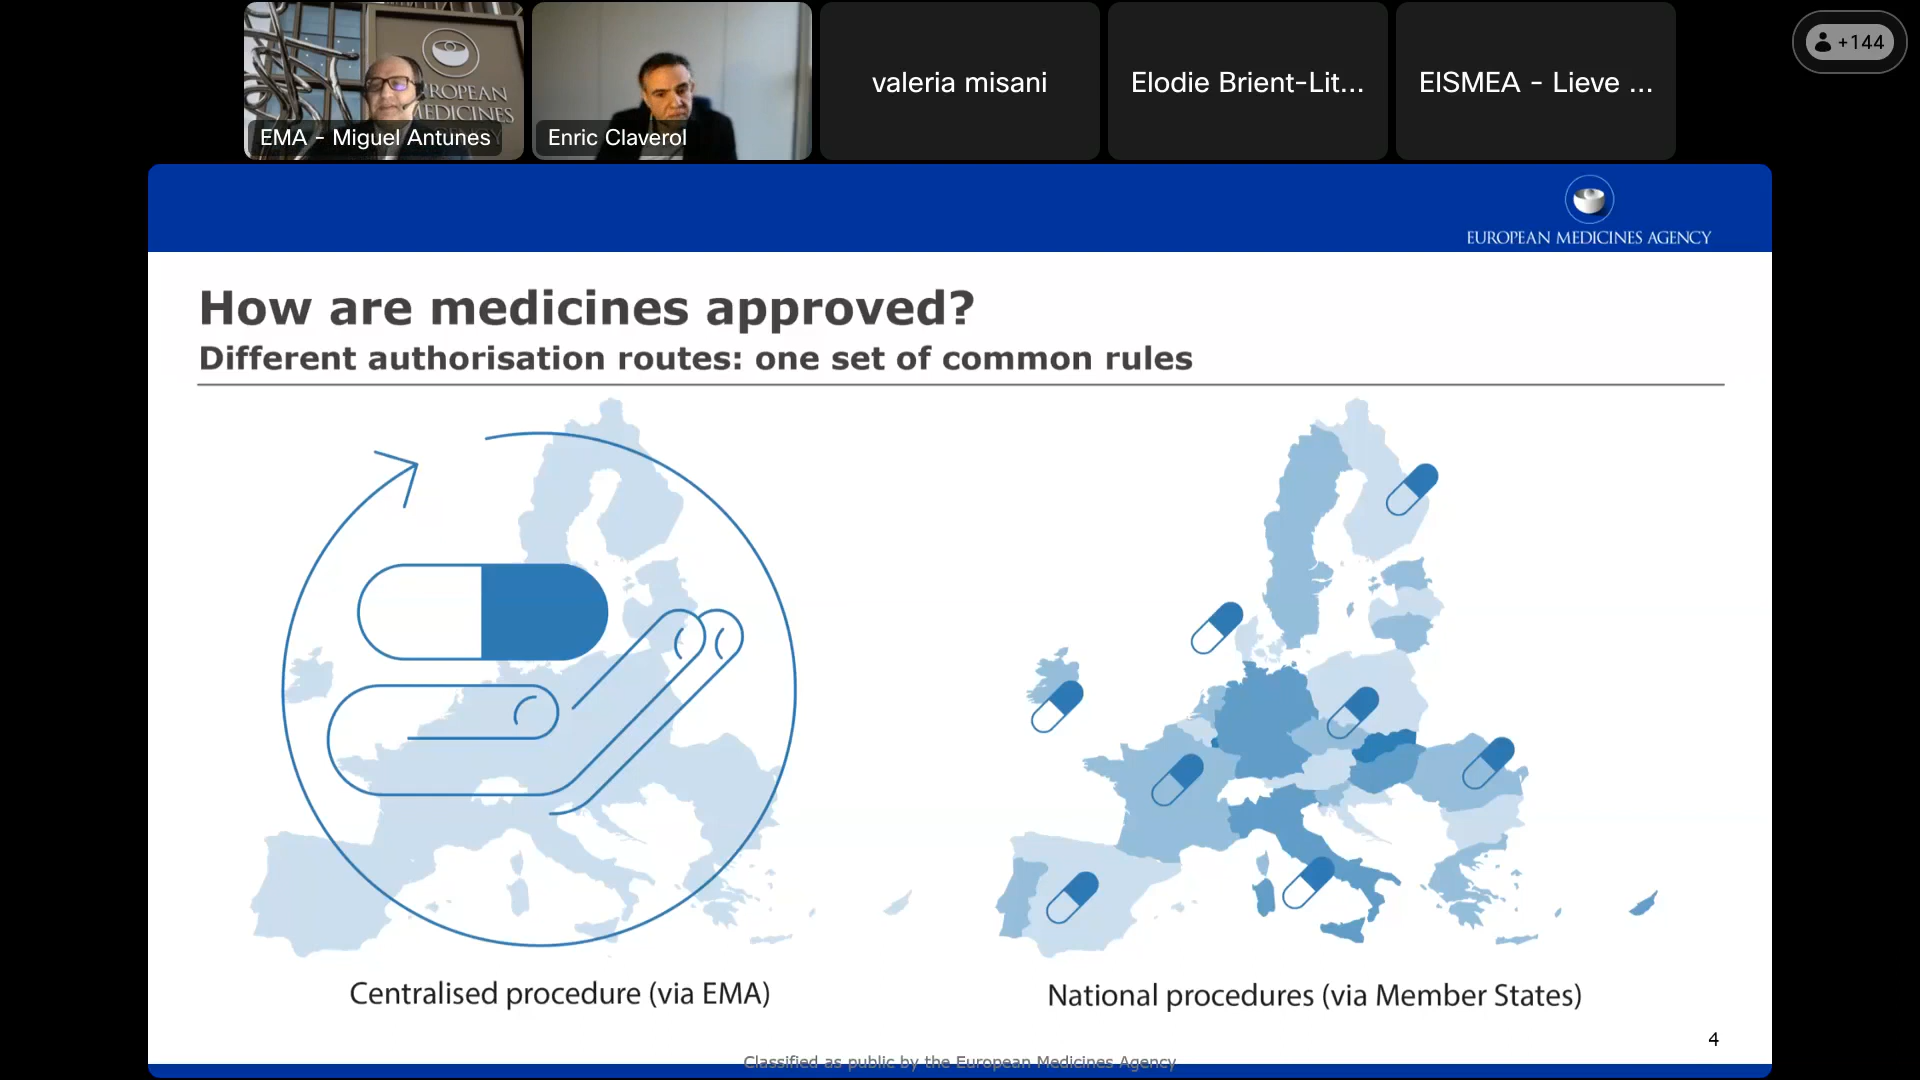 EUROPEAN
MEDICINES
EMA - Miguel Antunes
Enric Claverol
valeria misani
Elodie Brient-Lit...
EISMEA - Lieve ...
+144
EUROPEAN MEDICINES AGENCY
How are medicines approved?
Different authorisation routes: one set of common rules
Centralised procedure (via EMA)
National procedures (via Member States)
4
Classified as public by the European Medicines Agency